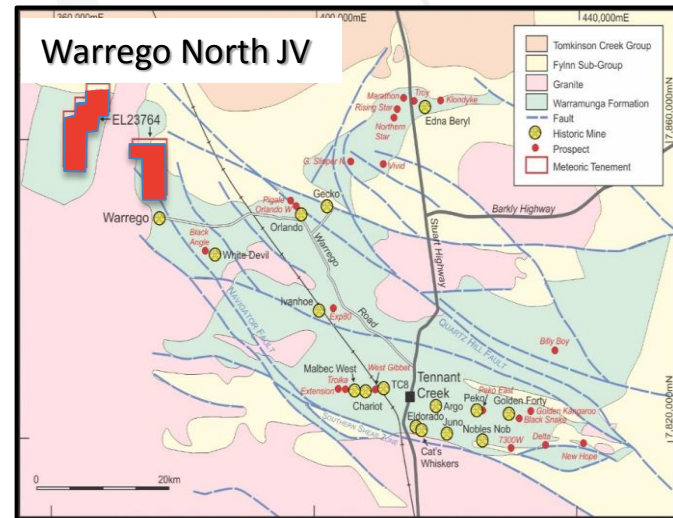 360,000mE
400,000mE
440,000mE
Warrego North JV
Tomkinson Creek Group
Fylnn Sub-Group
Granite
Warramunga Formation
Fault
Historic Mine
Prospect
Meteoric Tenement
EL23764
Marathon
Troy
Klondyke
Rising Star
Edna Beryl
Northern
Star
7,860,000mN
G. Slipper N
Vivid
Barkly Highway
Pigale
Orlando W
Gecko
Warrego
Orlando
Black
Angle
White Devil
Warrego
Road
Stuart Highway
NAVIGATOR FAULT
QUARTZ HILL FAULT
Ivanhoe
Exp80
Billy Boy
Malbec West
West Gibbet
Troika
Extension
TC8
Chariot
Tennant
Creek
Peko East
Argo
Peko
Golden Forty
Golden Kangaroo
Black Snake
Eldorado
Juno
Nobles Nob
7300W
Delta
New Hope
Cat's
Whiskers
SOUTHERN SHEAR ZONE
7,820,000mN
0
20km